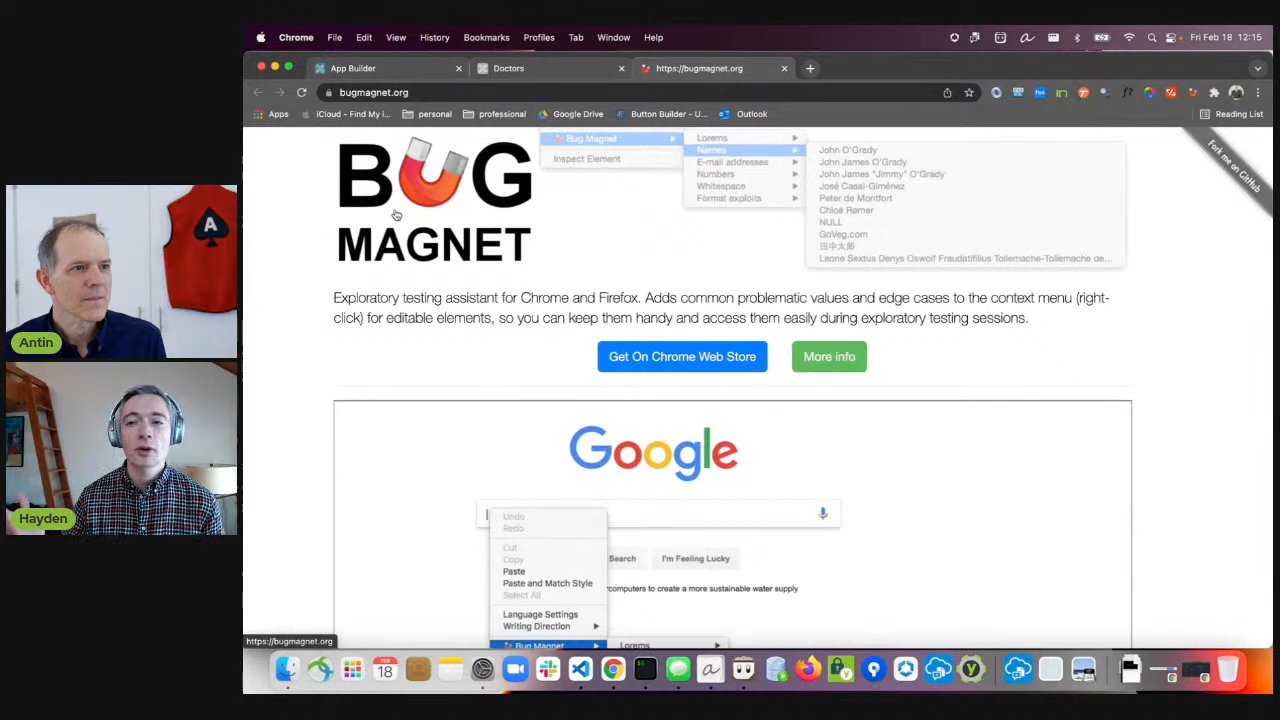 Chrome File Edit View History Bookmarks Profiles Tab Window Help Fri Feb 18 12:15
App Builder Doctors https://bugmagnet.org
bugmagnet.org
Apps iCloud - Find My i... personal professional Google Drive Button Builder - U... Outlook Reading List
BUG
MAGNET
Bug Magnet
Inspect Element
Lorems
Names
E-mail addresses
Numbers
Whitespace
Format exploits
John O'Grady
John James O'Grady
John James "Jimmy" O'Grady
José Casal-Giménez
Peter de Montfort
Chloë Rømer
NULL
GoVeg.com
田中太郎
Leone Sextus Denys Oswolf Fraudatifilius Tollemache-Tollemache de...
Fork me on GitHub
Exploratory testing assistant for Chrome and Firefox. Adds common problematic values and edge cases to the context menu (right-
click) for editable elements, so you can keep them handy and access them easily during exploratory testing sessions.
Get On Chrome Web Store More info
Google
Undo
Redo
Cut
Copy
Paste
Paste and Match Style
Select All
Language Settings
Writing Direction
Bug Magnet
Lorems
Search I'm Feeling Lucky
computers to create a more sustainable water supply
https://bugmagnet.org
FEB
18
A
Antin
Hayden